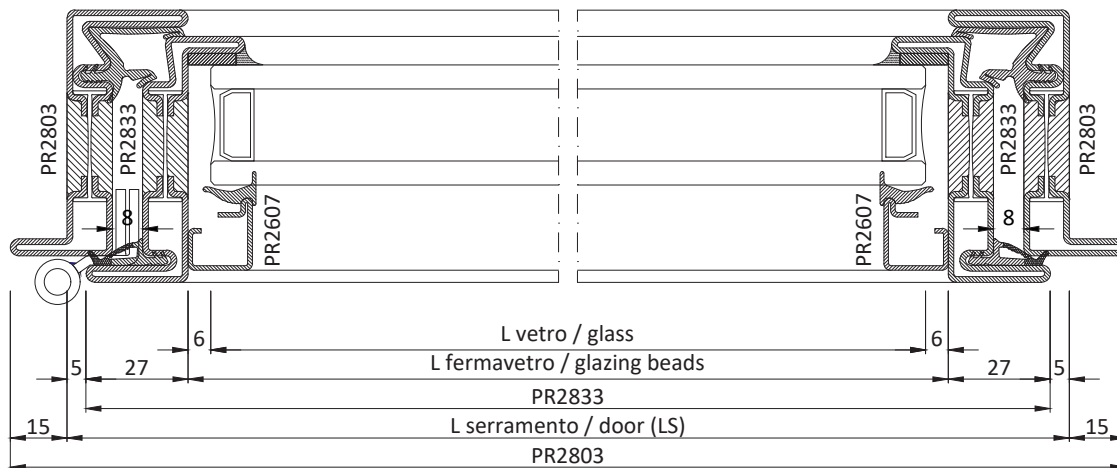 PR2803
PR2833
PR2833
PR2803
PR2607
PR2607
8
8
L vetro / glass
6
6
L fermavetro / glazing beads
5
27
27
5
PR2833
15
L serramento / door (LS)
15
PR2803